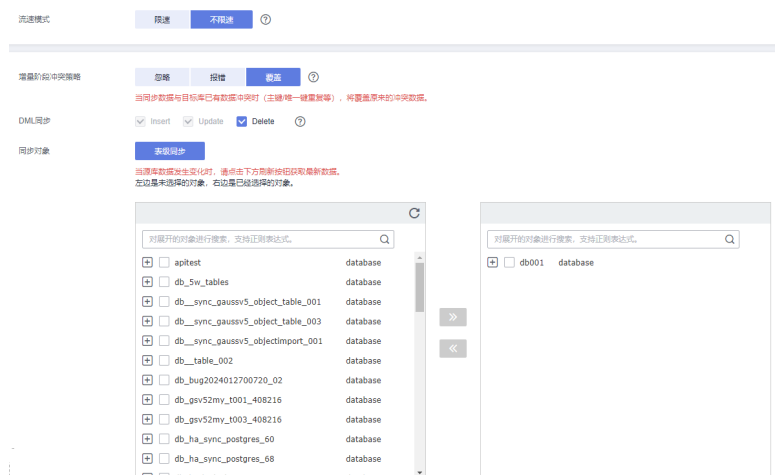 流速模式 限速 不限速
增量阶段冲突策略 忽略 报错 覆盖
当同步数据与目标库已有数据冲突时（主键/唯一键重复等），将覆盖原来的冲突数据。
DML同步 Insert Update Delete
同步对象 表级同步
当源库数据发生变化时，请点击下方刷新按钮获取最新数据。
左边是未选择的对象，右边是已经选择的对象。
对展开的对象进行搜索，支持正则表达式。
apitest database
db_5w_tables database
db__sync_gaussv5_object_table_001 database
db__sync_gaussv5_object_table_003 database
db__sync_gaussv5_objectimport_001 database
db__table_002 database
db_bug2024012700720_02 database
db_gsv52my_t001_408216 database
db_gsv52my_t003_408216 database
db_ha_sync_postgres_60 database
db_ha_sync_postgres_68 database
对展开的对象进行搜索，支持正则表达式。
db001 database